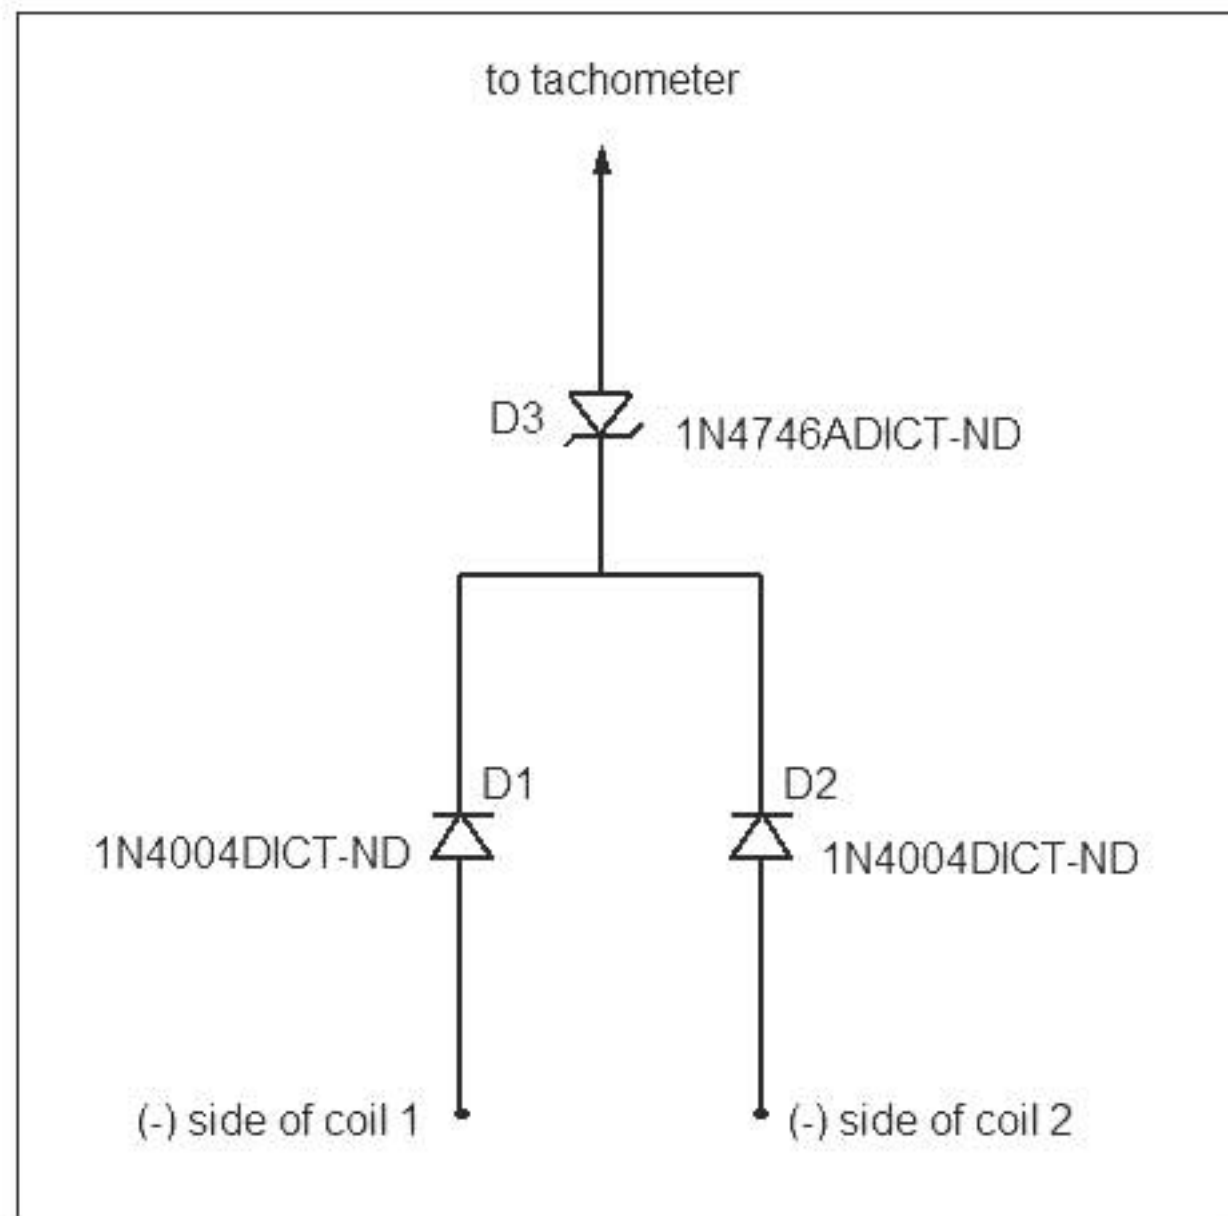 to tachometer
D3
1N4746ADICT-ND
D1
D2
1N4004DICT-ND
1N4004DICT-ND
(-) side of coil 1
(-) side of coil 2